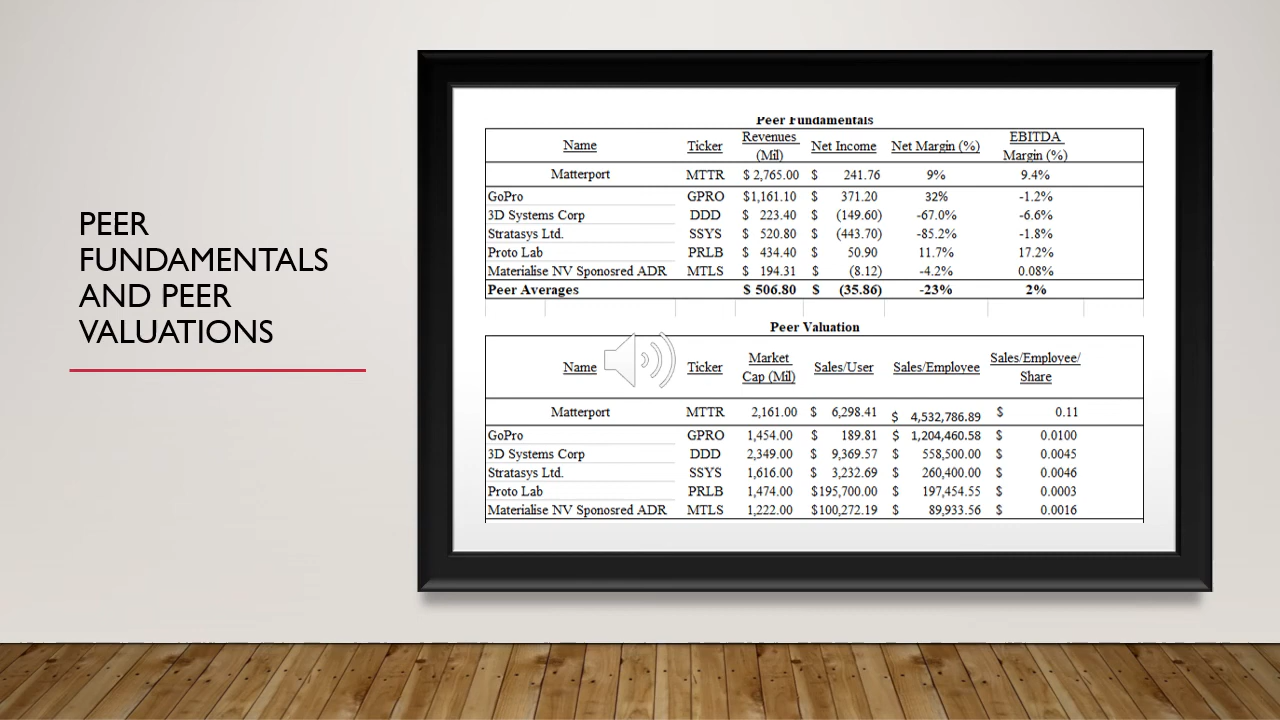 PEER
FUNDAMENTALS
AND PEER
VALUATIONS
Peer Fundamentals
Name Ticker Revenues (Mil) Net Income Net Margin (%) EBITDA Margin (%)
Matterport MTTR $ 2,765.00 $ 241.76 9% 9.4%
GoPro GPRO $1,161.10 $ 371.20 32% -1.2%
3D Systems Corp DDD $ 223.40 $ (149.60) -67.0% -6.6%
Stratasys Ltd. SSYS $ 520.80 $ (443.70) -85.2% -1.8%
Proto Lab PRLB $ 434.40 $ 50.90 11.7% 17.2%
Materialise NV Sponosred ADR MTLS $ 194.31 $ (8.12) -4.2% 0.08%
Peer Averages $ 506.80 $ (35.86) -23% 2%
Peer Valuation
Name Ticker Market Cap (Mil) Sales/User Sales/Employee Sales/Employee/ Share
Matterport MTTR 2,161.00 $ 6,298.41 $ 4,532,786.89 $ 0.11
GoPro GPRO 1,454.00 $ 189.81 $ 1,204,460.58 $ 0.0100
3D Systems Corp DDD 2,349.00 $ 9,369.57 $ 558,500.00 $ 0.0045
Stratasys Ltd. SSYS 1,616.00 $ 3,232.69 $ 260,400.00 $ 0.0046
Proto Lab PRLB 1,474.00 $195,700.00 $ 197,454.55 $ 0.0003
Materialise NV Sponosred ADR MTLS 1,222.00 $100,272.19 $ 89,933.56 $ 0.0016